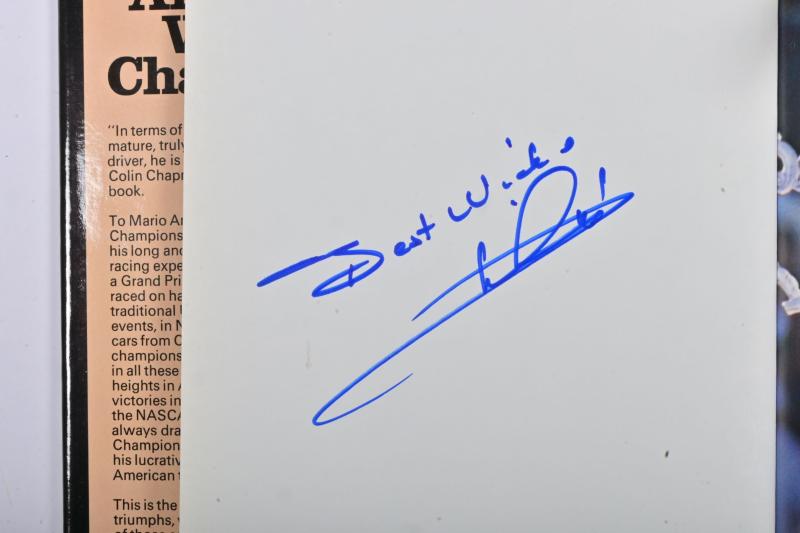 Cha
"In terms of
mature, truly
driver, he is
Colin Chapm
book.
To Mario An
Champions
his long and
racing expe
a Grand Pri
raced on ha
traditional
events, in N
cars from C
champions
in all these
heights in A
victories in
the NASCA
always dra
Champion
his lucrativ
American t
This is the
triumphs,
Best Wishes